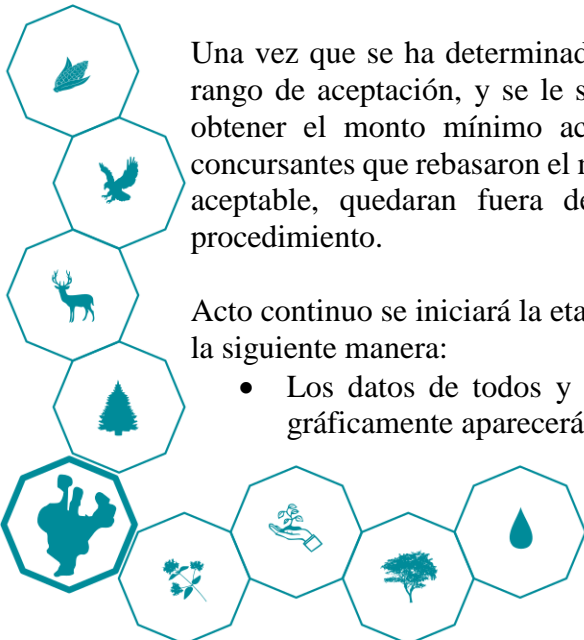 Una vez que se ha determinad
rango de aceptación, y se le s
obtener el monto mínimo ac
concursantes que rebasaron el
aceptable, quedaran fuera de
procedimiento.
Acto continuo se iniciará la eta
la siguiente manera:
• Los datos de todos y
gráficamente aparecerá